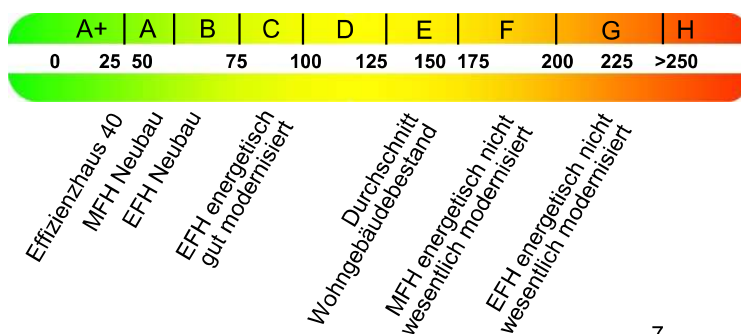 A+ A B C D E F G H
0 25 50 75 100 125 150 175 200 225 >250
Effizienzhaus 40
MFH Neubau
EFH Neubau
EFH energetisch
gut modernisiert
Durchschnitt
Wohngebäudebestand
MFH energetisch nicht
wesentlich modernisiert
EFH energetisch nicht
wesentlich modernisiert
7